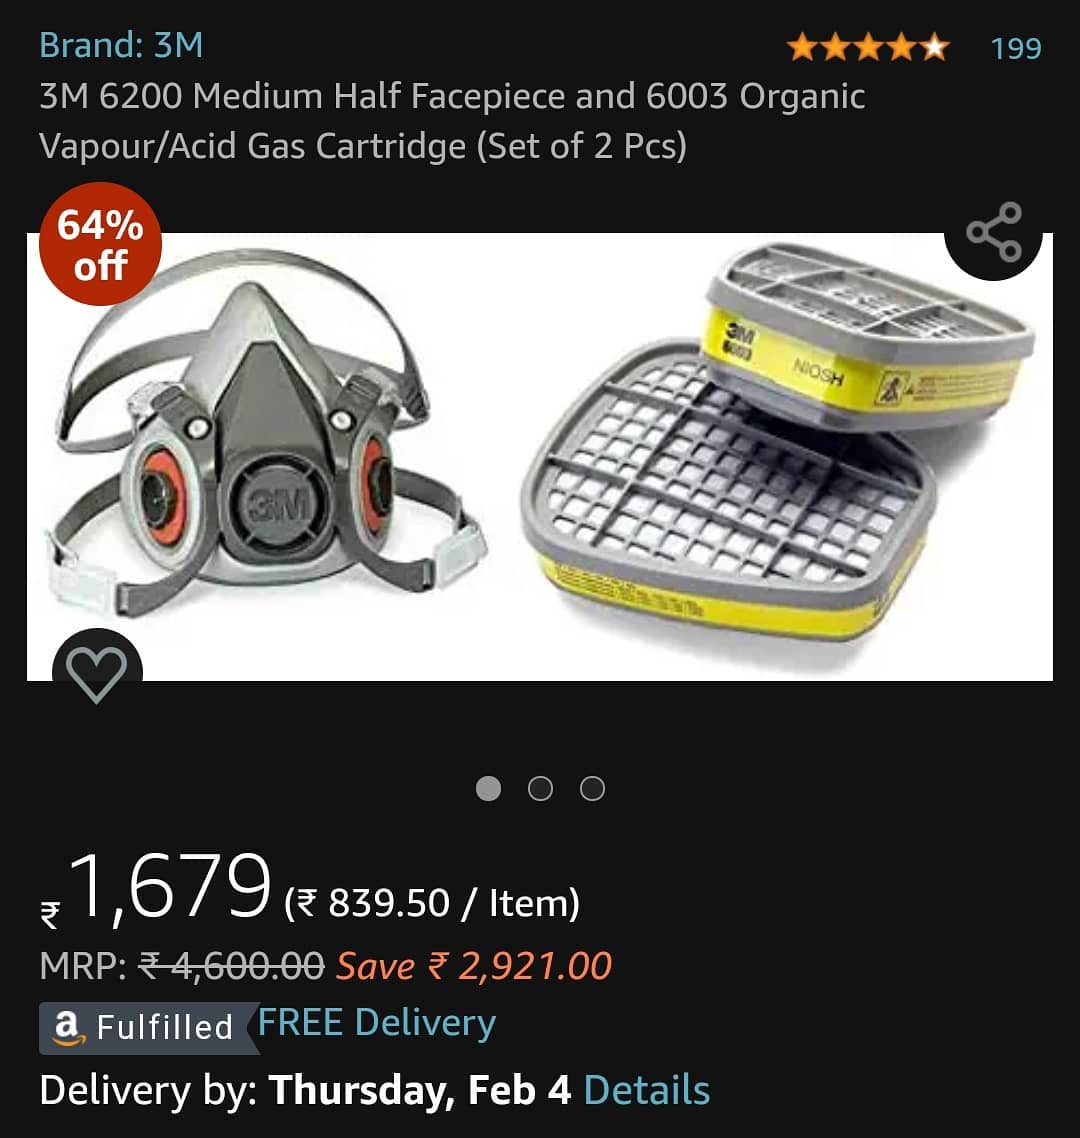 Brand: 3M
199
3M 6200 Medium Half Facepiece and 6003 Organic
Vapour/Acid Gas Cartridge (Set of 2 Pcs)
64%
off
3M
6003
NIOSH
3M
₹ 1,679 (₹ 839.50 / Item)
MRP: ₹ 4,600.00 Save ₹ 2,921.00
a Fulfilled FREE Delivery
Delivery by: Thursday, Feb 4 Details